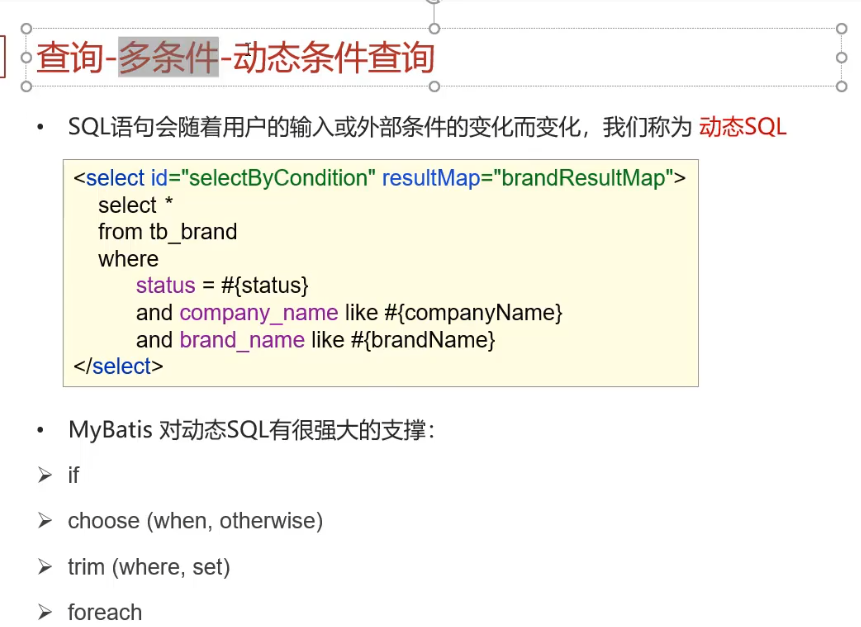 查询-多条件-动态条件查询
• SQL语句会随着用户的输入或外部条件的变化而变化，我们称为 动态SQL
<select id="selectByCondition" resultMap="brandResultMap">
select *
from tb_brand
where
status = #{status}
and company_name like #{companyName}
and brand_name like #{brandName}
</select>
• MyBatis 对动态SQL有很强大的支撑：
➢ if
➢ choose (when, otherwise)
➢ trim (where, set)
➢ foreach